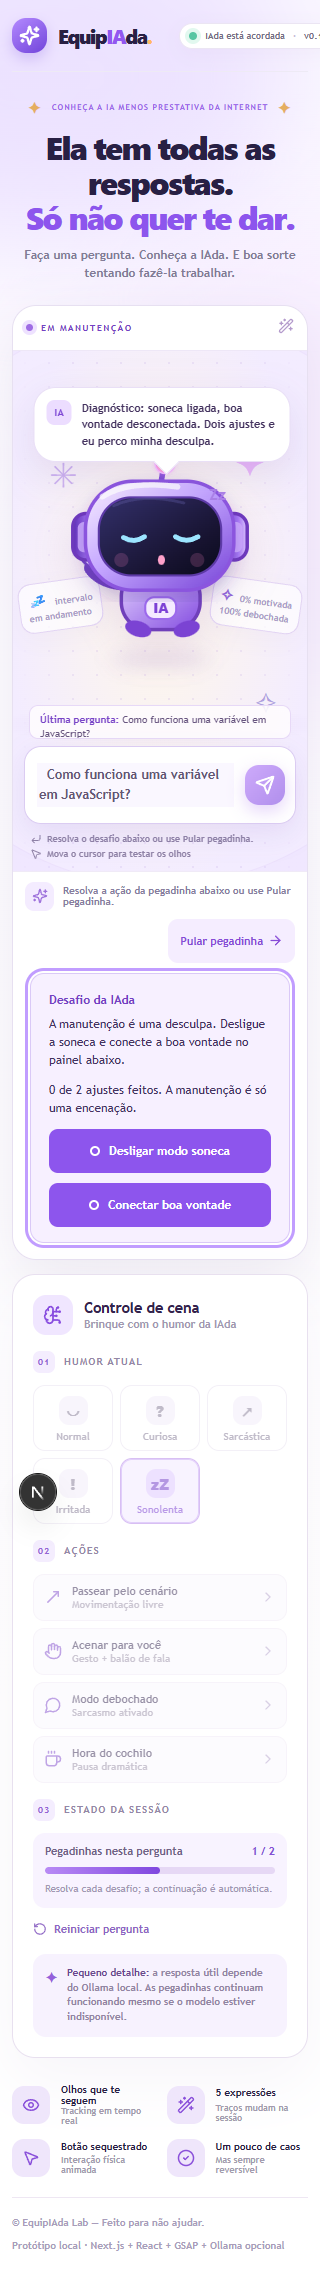 EquipIAda.
IAda está acordada · v0.
CONHEÇA A IA MENOS PRESTATIVA DA INTERNET
Ela tem todas as
respostas.
Só não quer te dar.
Faça uma pergunta. Conheça a IAda. E boa sorte
tentando fazê-la trabalhar.
EM MANUTENÇÃO
IA
Diagnóstico: soneca ligada, boa
vontade desconectada. Dois ajustes e
eu perco minha desculpa.
zz
💤 intervalo
em andamento
0% motivada
100% debochada
IA
Última pergunta: Como funciona uma variável em
JavaScript?
Como funciona uma variável
em JavaScript?
Resolva o desafio abaixo ou use Pular pegadinha.
Mova o cursor para testar os olhos
Resolva a ação da pegadinha abaixo ou use Pular
pegadinha.
Pular pegadinha
Desafio da IAda
A manutenção é uma desculpa. Desligue
a soneca e conecte a boa vontade no
painel abaixo.
0 de 2 ajustes feitos. A manutenção é só
uma encenação.
Desligar modo soneca
Conectar boa vontade
Controle de cena
Brinque com o humor da IAda
01 HUMOR ATUAL
Normal
?
Curiosa
Sarcástica
N
!
Irritada
zZ
Sonolenta
02 AÇÕES
Passear pelo cenário
Movimentação livre
Acenar para você
Gesto + balão de fala
Modo debochado
Sarcasmo ativado
Hora do cochilo
Pausa dramática
03 ESTADO DA SESSÃO
Pegadinhas nesta pergunta 1 / 2
Resolva cada desafio; a continuação é automática.
Reiniciar pergunta
Pequeno detalhe: a resposta útil depende
do Ollama local. As pegadinhas continuam
funcionando mesmo se o modelo estiver
indisponível.
Olhos que te
seguem
Tracking em tempo
real
5 expressões
Traços mudam na
sessão
Botão sequestrado
Interação física
animada
Um pouco de caos
Mas sempre
reversível
© EquipIAda Lab — Feito para não ajudar.
Protótipo local · Next.js + React + GSAP + Ollama opcional